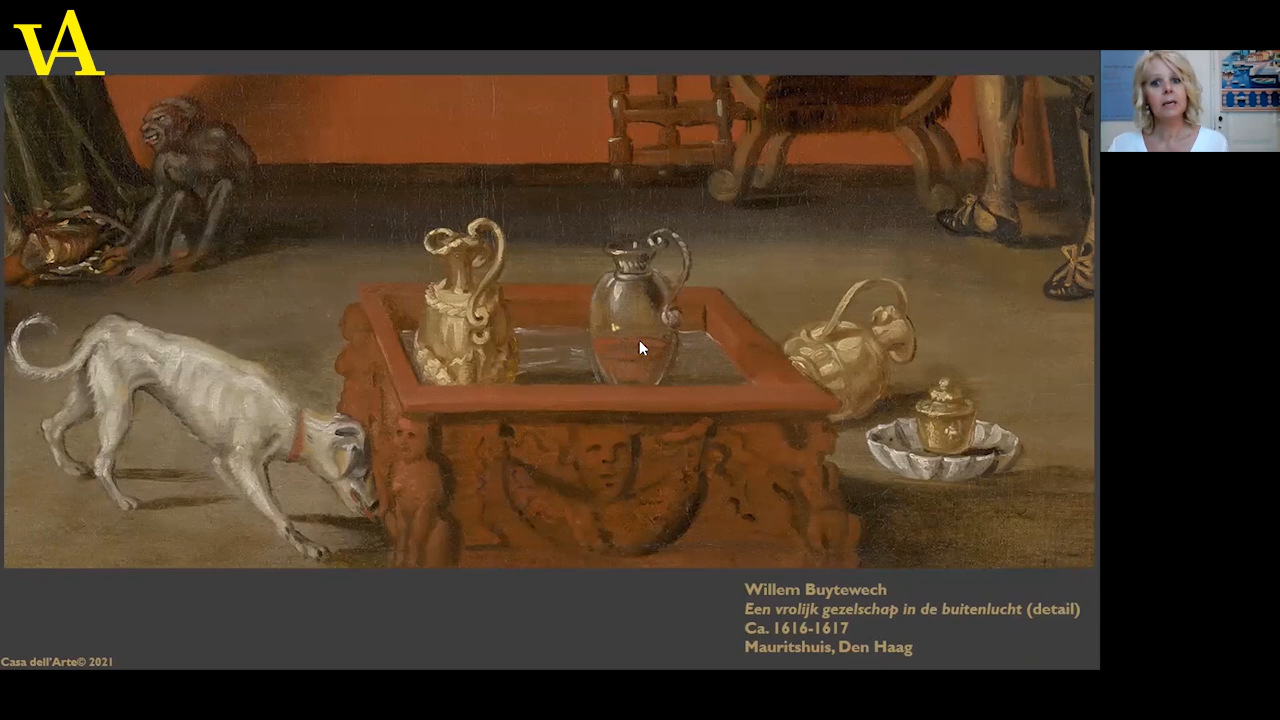 VA
Willem Buytewech
Een vrolijk gezelschap in de buitenlucht (detail)
Ca. 1616-1617
Mauritshuis, Den Haag
Casa dell'Arte© 2021